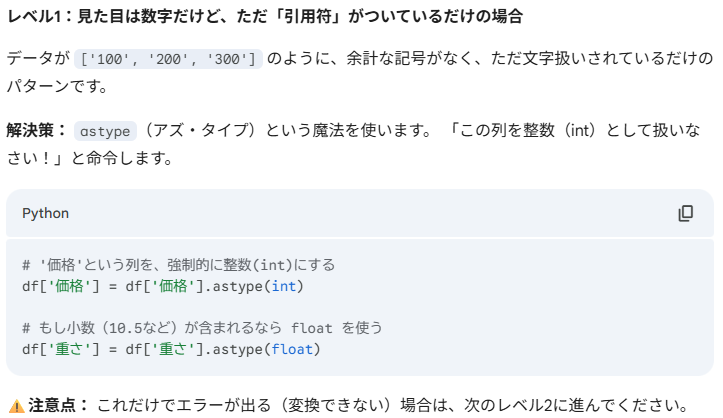 レベル1：見た目は数字だけど、ただ「引用符」がついているだけの場合
データが ['100', '200', '300'] のように、余計な記号がなく、ただ文字扱いされているだけの
パターンです。
解決策： astype（アズ・タイプ）という魔法を使います。 「この列を整数（int）として扱いな
さい！」と命令します。
Python
# '価格'という列を、強制的に整数(int)にする
df['価格'] = df['価格'].astype(int)
# もし小数（10.5など）が含まれるなら float を使う
df['重さ'] = df['重さ'].astype(float)
⚠️注意点： これだけでエラーが出る（変換できない）場合は、次のレベル2に進んでください。